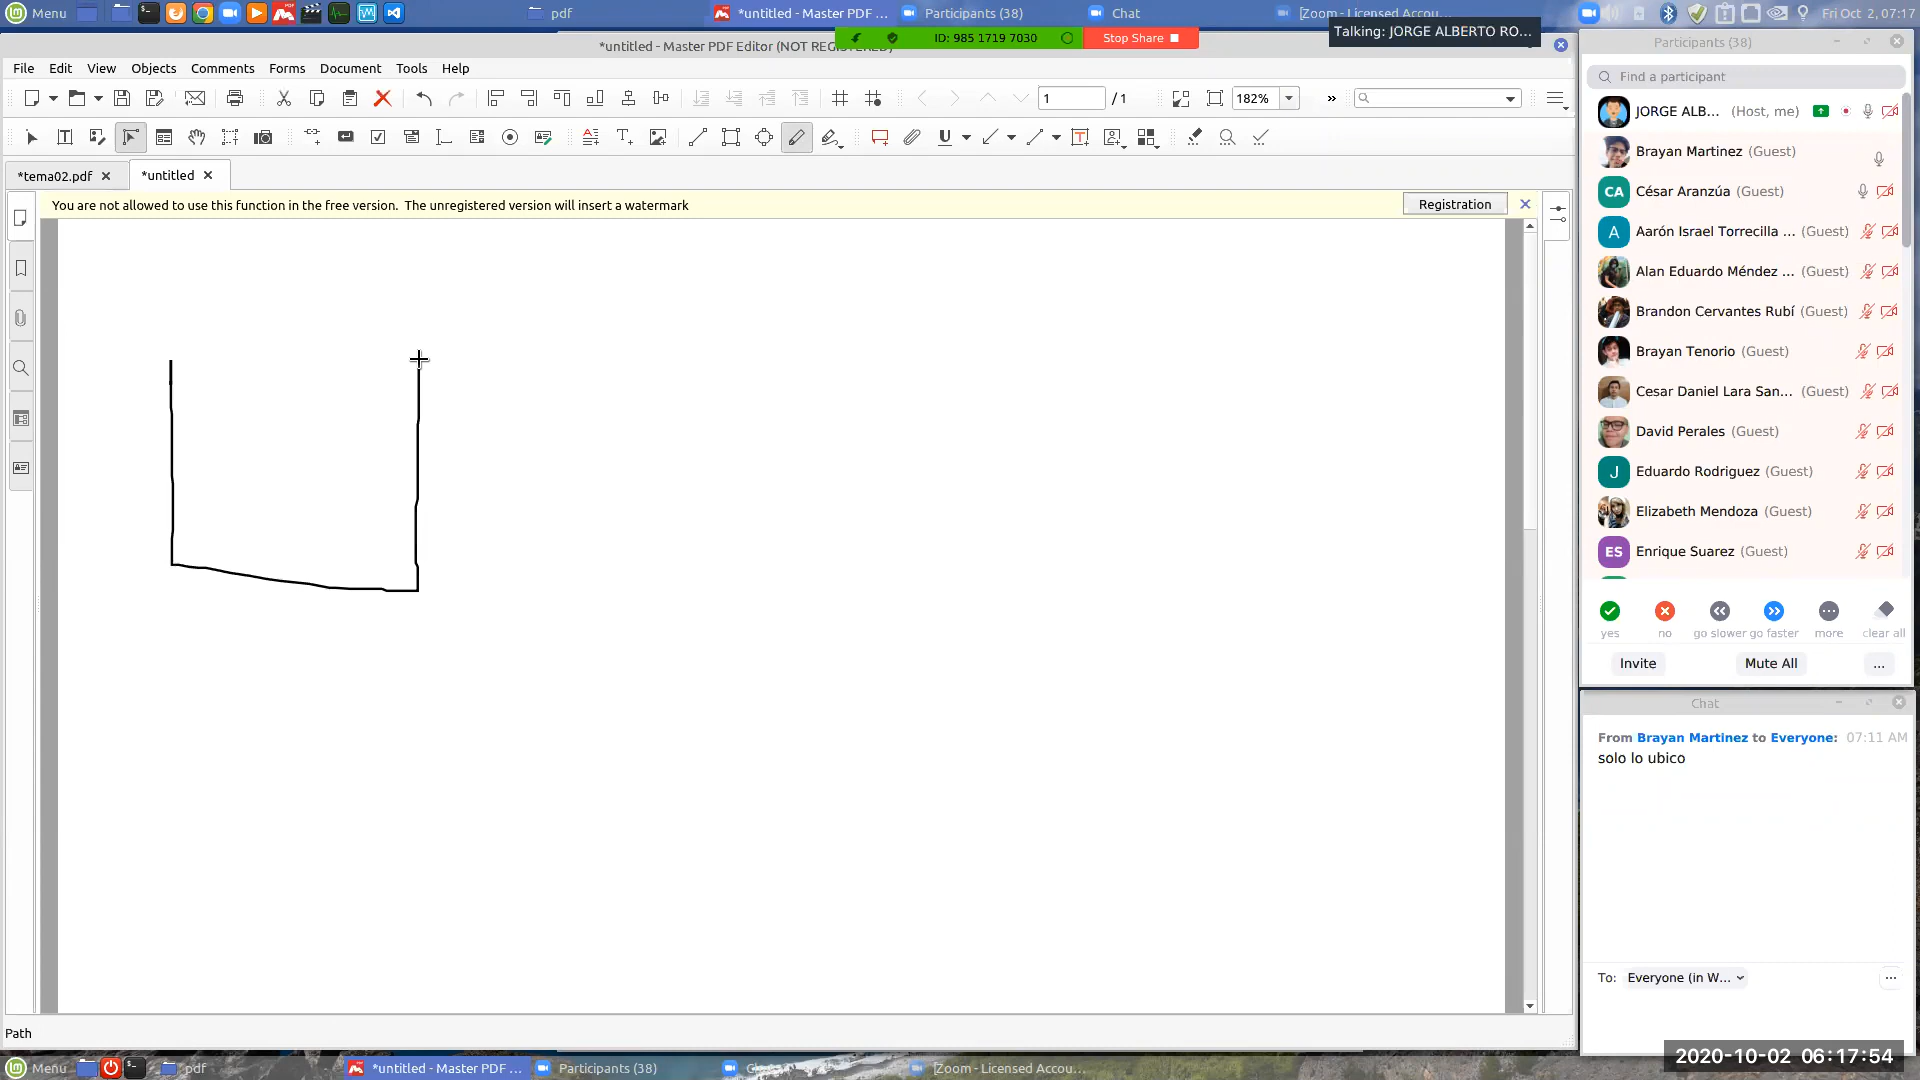 Menu
pdf
*untitled - Master PDF ...
Participants (38)
Chat
[Zoom - Licensed Accou...
Fri Oct 2, 07:17
*untitled - Master PDF Editor (NOT REGISTERED)
ID: 985 1719 7030
Stop Share
Talking: JORGE ALBERTO RO...
File
Edit
View
Objects
Comments
Forms
Document
Tools
Help
1
/ 1
182%
*tema02.pdf
*untitled
You are not allowed to use this function in the free version. The unregistered version will insert a watermark
Registration
Path
Participants (38)
Find a participant
JORGE ALB... (Host, me)
Brayan Martinez (Guest)
CA
César Aranzúa (Guest)
A
Aarón Israel Torrecilla ... (Guest)
Alan Eduardo Méndez ... (Guest)
Brandon Cervantes Rubí (Guest)
Brayan Tenorio (Guest)
Cesar Daniel Lara San... (Guest)
David Perales (Guest)
J
Eduardo Rodriguez (Guest)
Elizabeth Mendoza (Guest)
ES
Enrique Suarez (Guest)
yes
no
go slower
go faster
more
clear all
Invite
Mute All
...
Chat
From Brayan Martinez to Everyone: 07:11 AM
solo lo ubico
To: Everyone (in W...
Menu
pdf
*untitled - Master PDF ...
Participants (38)
[Zoom - Licensed Accou...
2020-10-02 06:17:54